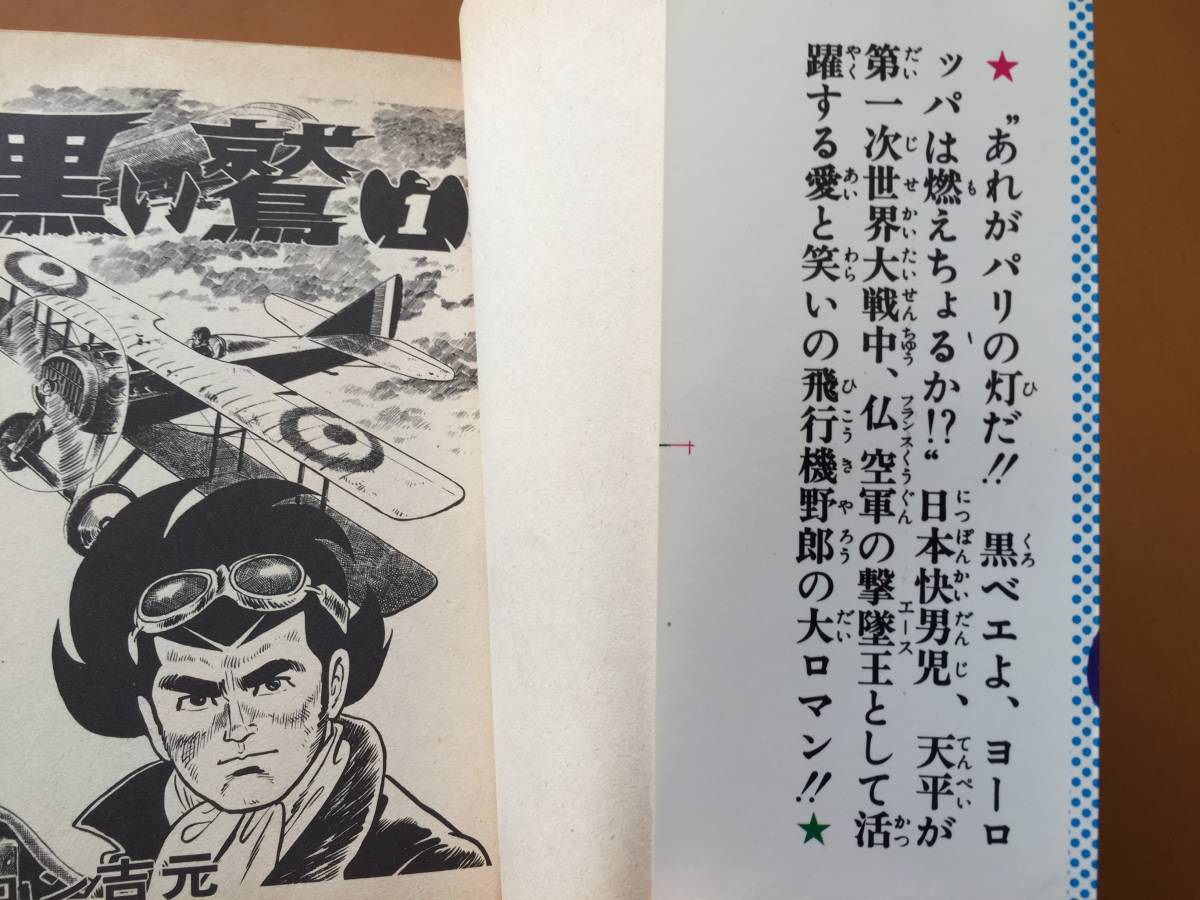 黒い鷲 1
バロン吉元
★“あれがパリの灯だ!! 黒ベエよ、ヨーロ
ッパは燃えちょるか!?“ 日本快男児、天平が
第一次世界大戦中、仏空軍の撃墜王として活
躍する愛と笑いの飛行機野郎の大ロマン!!★